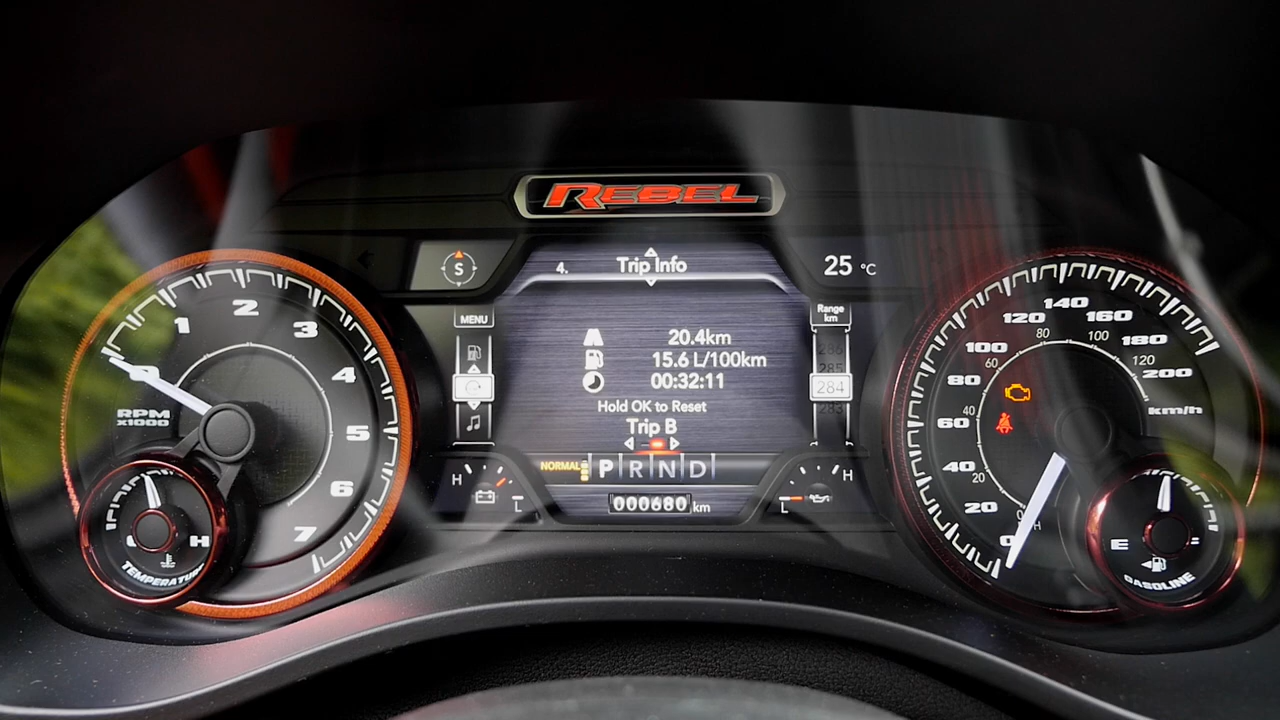 REBEL
S
4. Trip Info
25 °C
MENU
Range
km
20.4km
15.6 L/100km
00:32:11
285
284
Hold OK to Reset
Trip B
NORMAL P R N D
H L
L H
000680 km
1 2 3 4 5 6 7
RPM
x1000
H
TEMPERATURE
0 20 40 60 80 100 120 140 160 180 200
km/h
20 40 60 80 100 120
E
GASOLINE